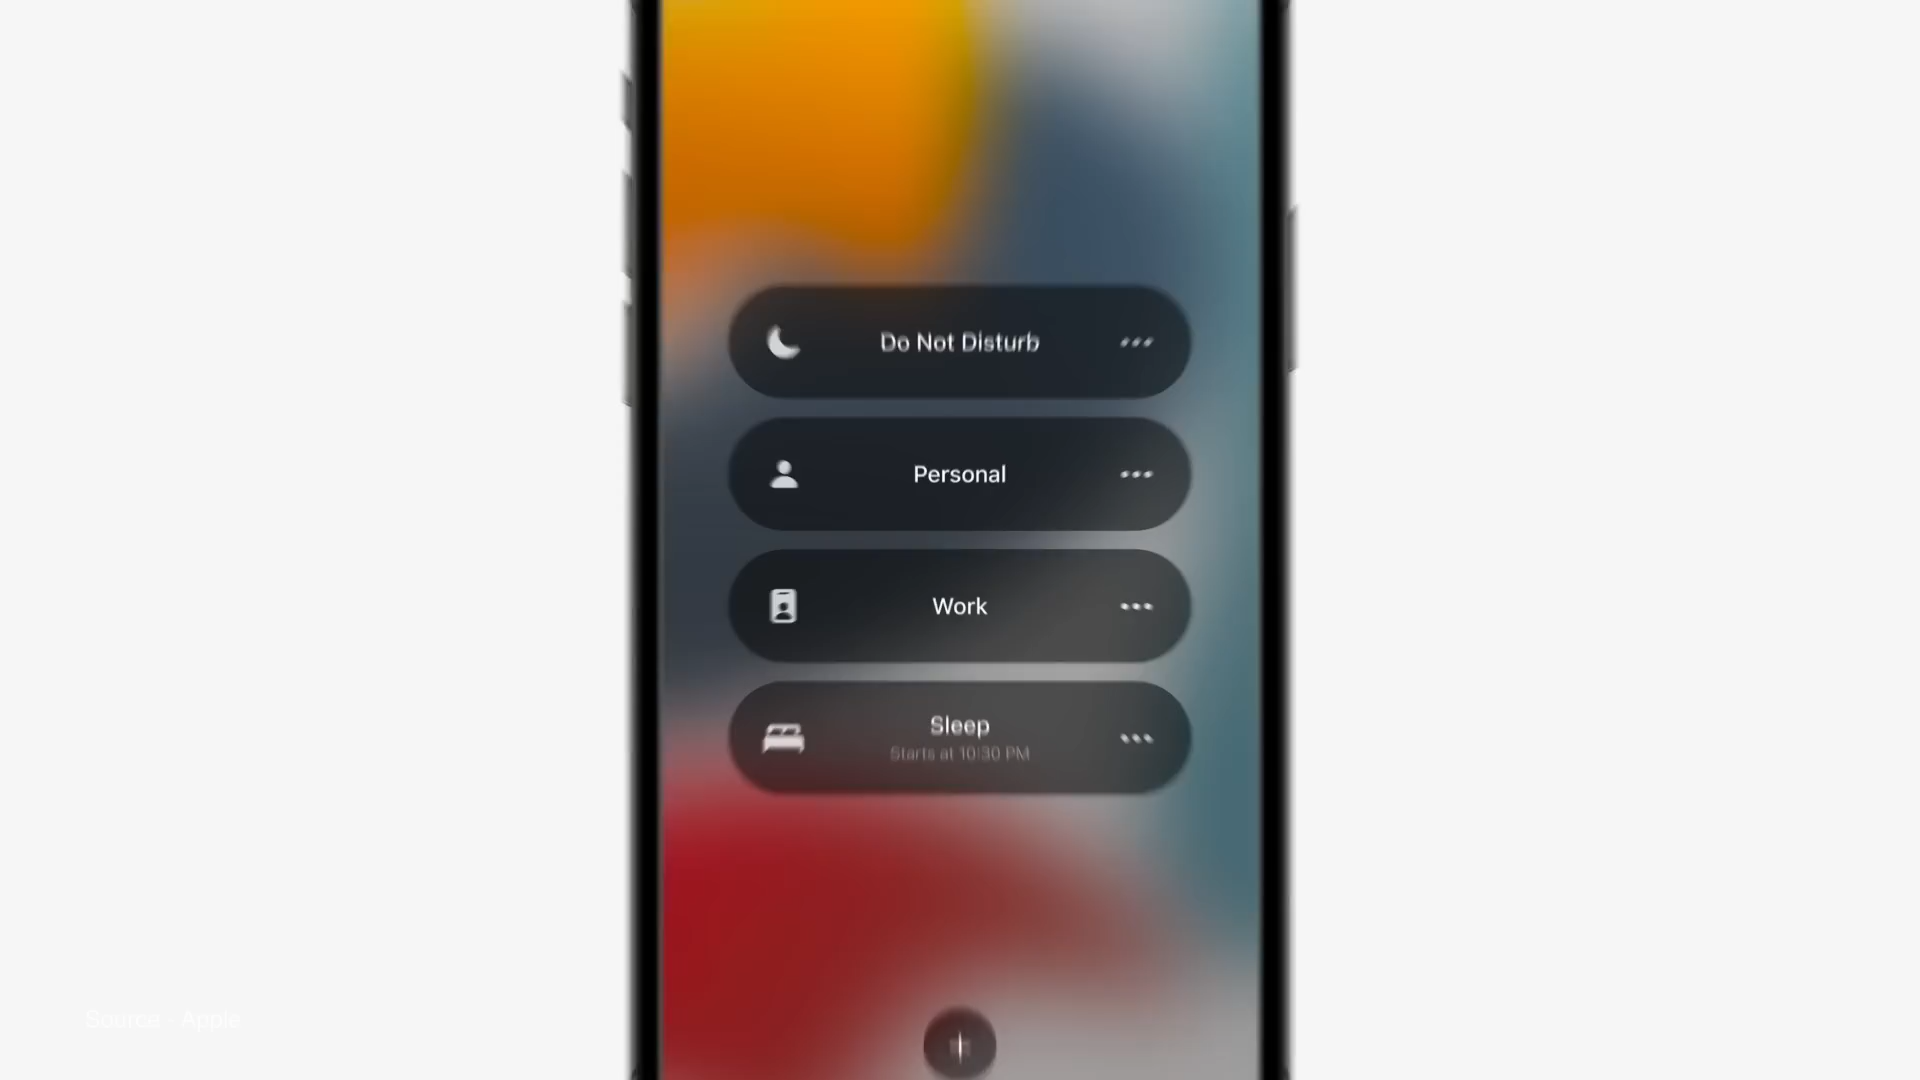 Do Not Disturb
Personal
Work
Sleep
Starts at 10:30 PM
Source - Apple